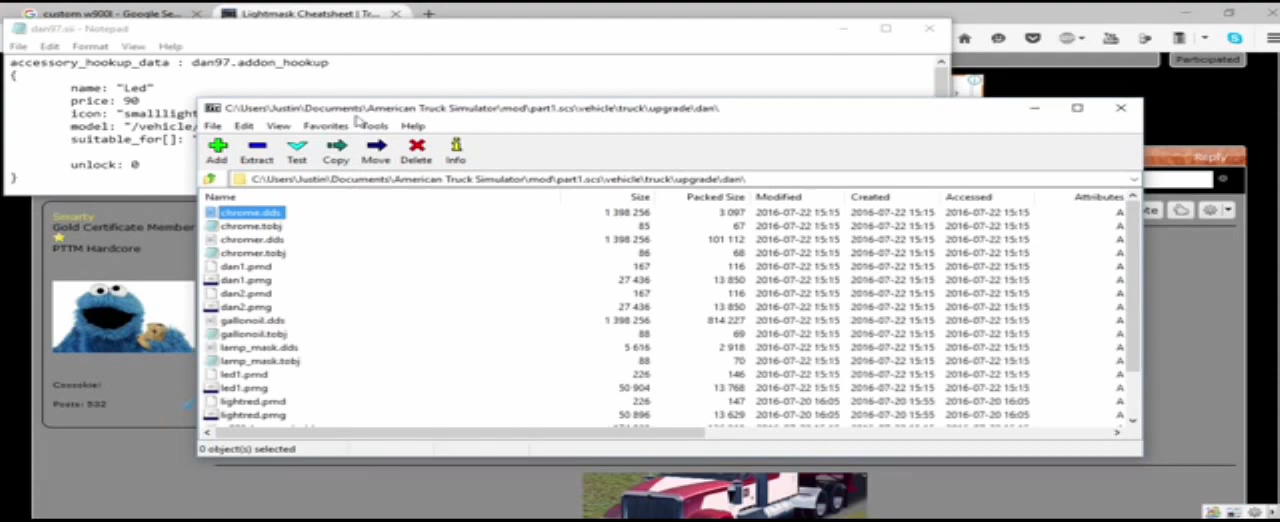 custom w900l - Google Se...
Lightmask Cheatsheet | Tr...
dan97.sii - Notepad
File Edit Format View Help
accessory_hookup_data : dan97.addon_hookup
{
name: "Led"
price: 90
icon: "smalllight
model: "/vehicle/
suitable_for[]: "
unlock: 0
}
Participated
Reply
Smarty
Gold Certificate Member
PTTM Hardcore
Coookie!
Posts: 532
C:\Users\Justin\Documents\American Truck Simulator\mod\part1.scs\vehicle\truck\upgrade\dan\
File Edit View Favorites Tools Help
Add Extract Test Copy Move Delete Info
C:\Users\Justin\Documents\American Truck Simulator\mod\part1.scs\vehicle\truck\upgrade\dan\
Name Size Packed Size Modified Created Accessed Attributes
chrome.dds 1 398 256 3 097 2016-07-22 15:15 2016-07-22 15:15 2016-07-22 15:15 A
chrome.tobj 85 67 2016-07-22 15:15 2016-07-22 15:15 2016-07-22 15:15 A
chromer.dds 1 398 256 101 112 2016-07-22 15:15 2016-07-22 15:15 2016-07-22 15:15 A
chromer.tobj 86 68 2016-07-22 15:15 2016-07-22 15:15 2016-07-22 15:15 A
dan1.pmd 167 116 2016-07-22 15:15 2016-07-22 15:15 2016-07-22 15:15 A
dan1.pmg 27 436 13 850 2016-07-22 15:15 2016-07-22 15:15 2016-07-22 15:15 A
dan2.pmd 167 116 2016-07-22 15:15 2016-07-22 15:15 2016-07-22 15:15 A
dan2.pmg 27 436 13 850 2016-07-22 15:15 2016-07-22 15:15 2016-07-22 15:15 A
gallonoil.dds 1 398 256 814 227 2016-07-22 15:15 2016-07-22 15:15 2016-07-22 15:15 A
gallonoil.tobj 88 69 2016-07-22 15:15 2016-07-22 15:15 2016-07-22 15:15 A
lamp_mask.dds 5 616 2 918 2016-07-22 15:15 2016-07-22 15:15 2016-07-22 15:15 A
lamp_mask.tobj 88 70 2016-07-22 15:15 2016-07-22 15:15 2016-07-22 15:15 A
led1.pmd 226 146 2016-07-22 15:15 2016-07-22 15:15 2016-07-22 15:15 A
led1.pmg 50 904 13 768 2016-07-22 15:15 2016-07-22 15:15 2016-07-22 15:15 A
lightred.pmd 226 147 2016-07-20 16:05 2016-07-20 15:55 2016-07-20 16:05 A
lightred.pmg 50 896 13 629 2016-07-20 16:05 2016-07-20 15:55 2016-07-20 16:05 A
0 object(s) selected